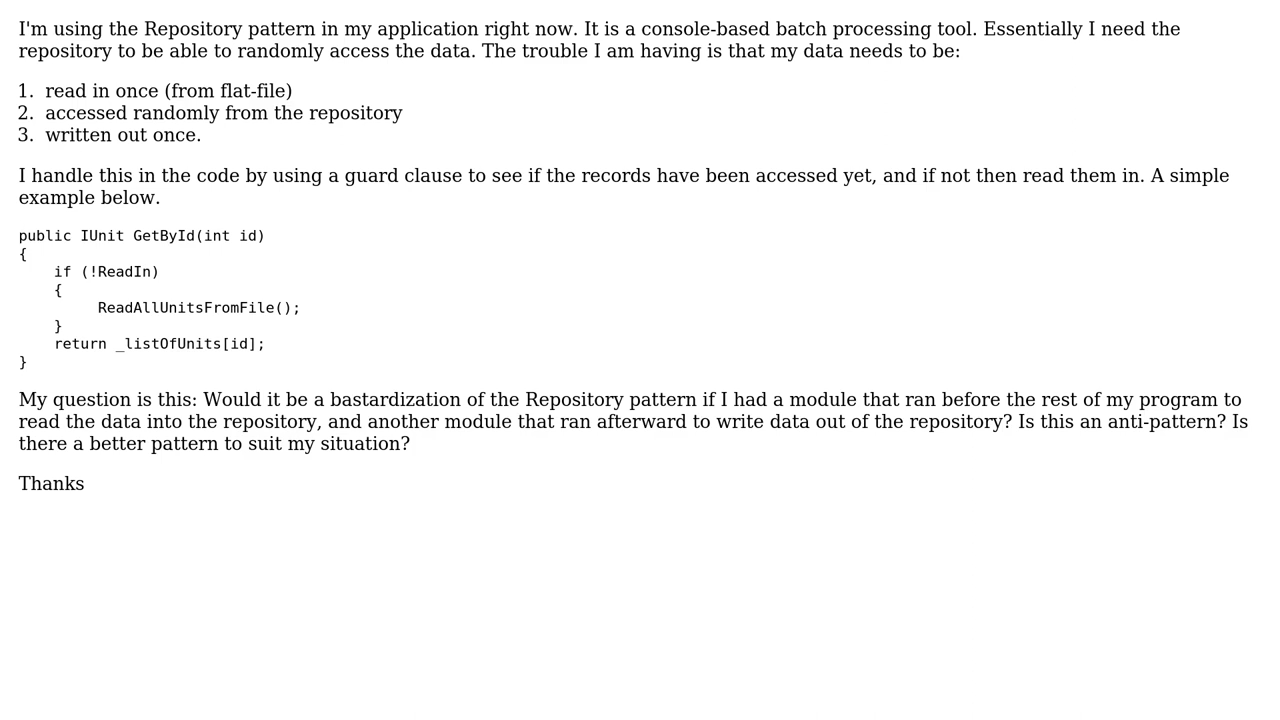 I'm using the Repository pattern in my application right now. It is a console-based batch processing tool. Essentially I need the
repository to be able to randomly access the data. The trouble I am having is that my data needs to be:
1. read in once (from flat-file)
2. accessed randomly from the repository
3. written out once.
I handle this in the code by using a guard clause to see if the records have been accessed yet, and if not then read them in. A simple
example below.
public IUnit GetById(int id)
{
    if (!ReadIn)
    {
         ReadAllUnitsFromFile();
    }
    return _listOfUnits[id];
}
My question is this: Would it be a bastardization of the Repository pattern if I had a module that ran before the rest of my program to
read the data into the repository, and another module that ran afterward to write data out of the repository? Is this an anti-pattern? Is
there a better pattern to suit my situation?
Thanks